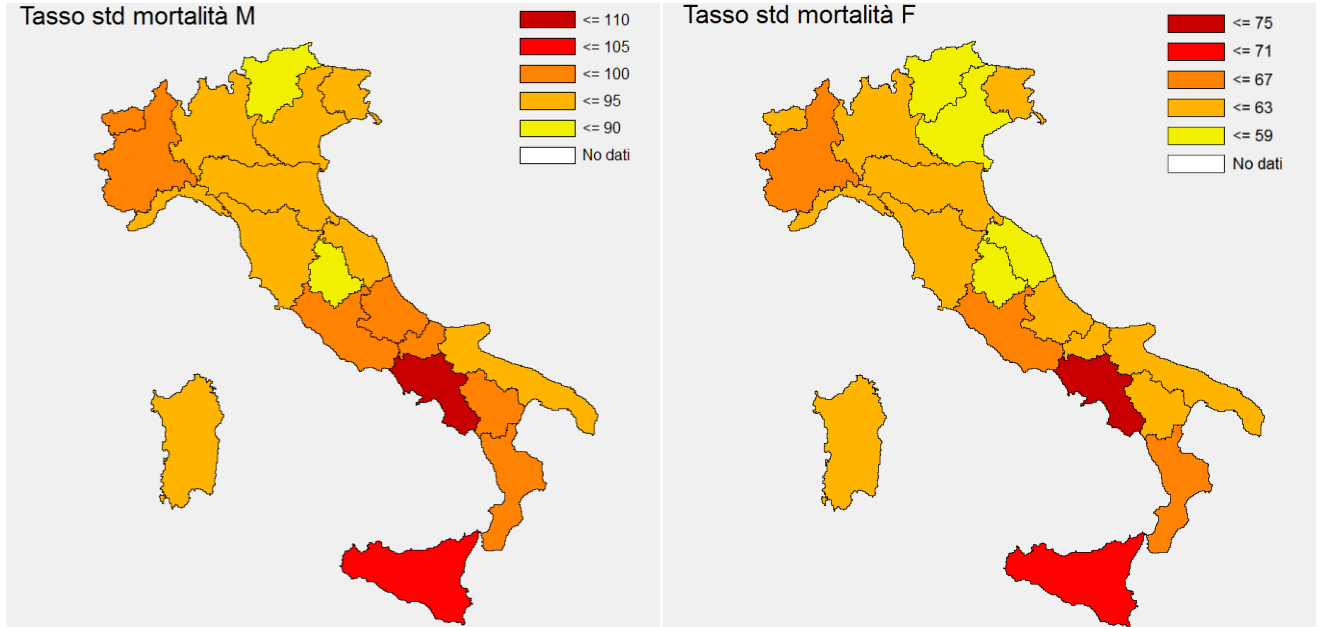 Tasso std mortalità M
<= 110
<= 105
<= 100
<= 95
<= 90
No dati
Tasso std mortalità F
<= 75
<= 71
<= 67
<= 63
<= 59
No dati